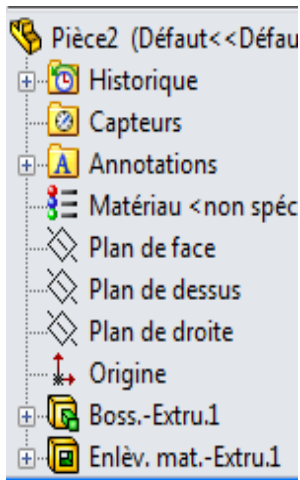 Pièce2 (Défaut<<Défau
Historique
Capteurs
A Annotations
Matériau <non spéc
Plan de face
Plan de dessus
Plan de droite
Origine
Boss.-Extru.1
Enlèv. mat.-Extru.1